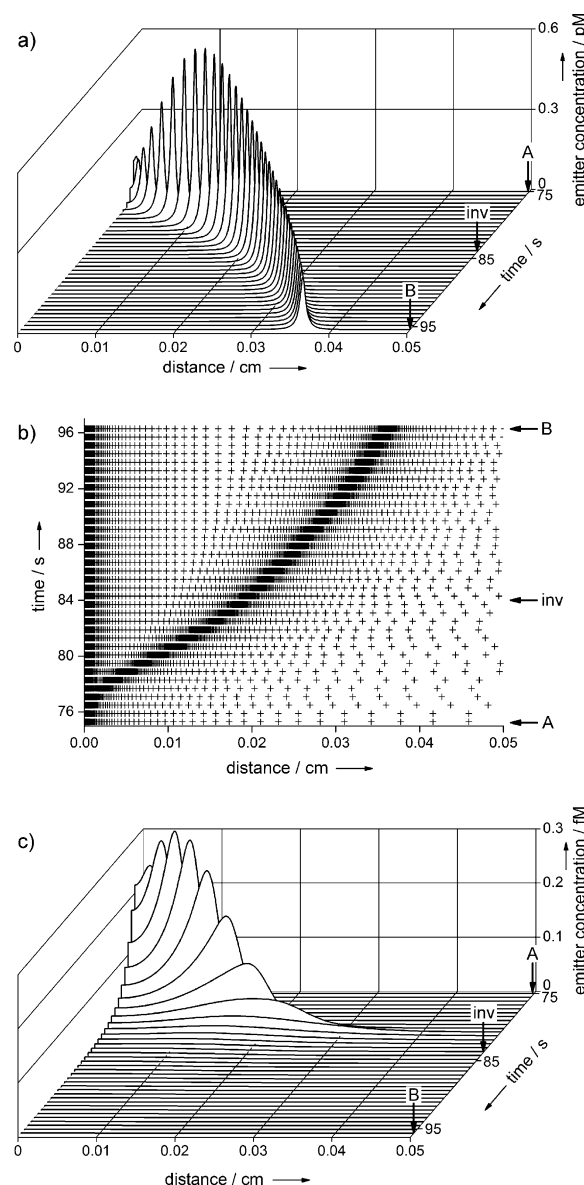 a)
0.6
0.3
0
emitter concentration / pM
A
75
inv
85
time / s
B
95
0
0.01
0.02
0.03
0.04
0.05
distance / cm
b)
96
92
88
84
80
76
time / s
B
inv
A
0.00
0.01
0.02
0.03
0.04
0.05
distance / cm
c)
0.3
0.2
0.1
0
emitter concentration / fM
A
75
inv
85
time / s
B
95
0
0.01
0.02
0.03
0.04
0.05
distance / cm